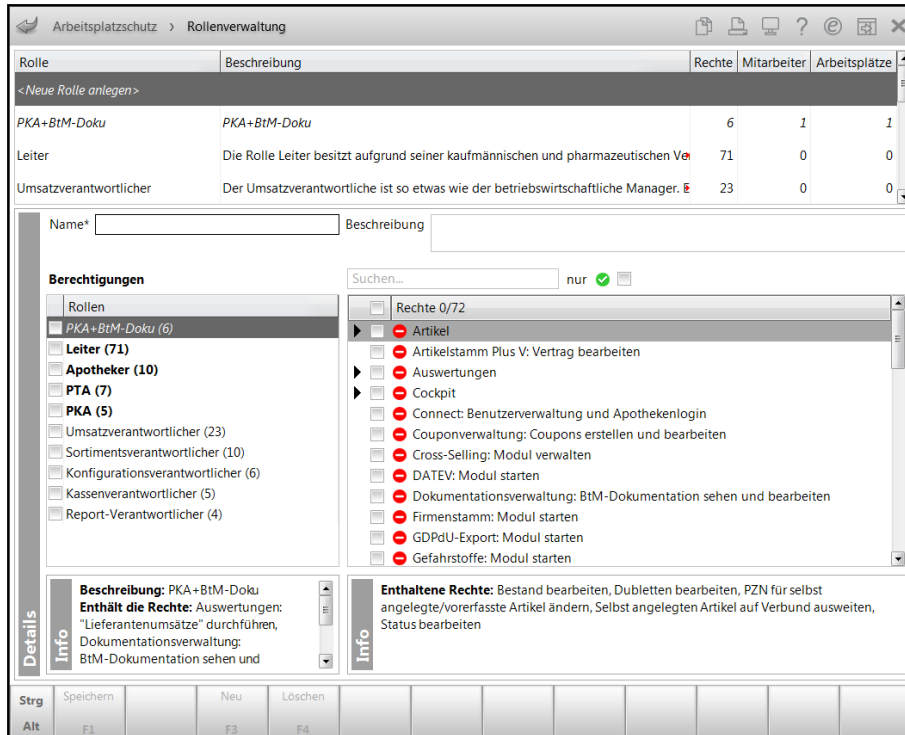 Arbeitsplatzschutz › Rollenverwaltung
Rolle Beschreibung Rechte Mitarbeiter Arbeitsplätze
<Neue Rolle anlegen>
PKA+BtM-Doku PKA+BtM-Doku 6 1 1
Leiter Die Rolle Leiter besitzt aufgrund seiner kaufmännischen und pharmazeutischen 71 0 0
Umsatzverantwortlicher Der Umsatzverantwortliche ist so etwas wie der betriebswirtschaftliche Manager. 23 0 0
Name* Beschreibung
Berechtigungen Suchen... nur
Rollen
PKA+BtM-Doku (6)
Leiter (71)
Apotheker (10)
PTA (7)
PKA (5)
Umsatzverantwortlicher (23)
Sortimentsverantwortlicher (10)
Konfigurationsverantwortlicher (6)
Kassenverantwortlicher (5)
Report-Verantwortlicher (4)
Rechte 0/72
Artikel
Artikelstamm Plus V: Vertrag bearbeiten
Auswertungen
Cockpit
Connect: Benutzerverwaltung und Apothekenlogin
Couponverwaltung: Coupons erstellen und bearbeiten
Cross-Selling: Modul verwalten
DATEV: Modul starten
Dokumentationsverwaltung: BtM-Dokumentation sehen und bearbeiten
Firmenstamm: Modul starten
GDPdU-Export: Modul starten
Gefahrstoffe: Modul starten
Details
Info
Beschreibung: PKA+BtM-Doku
Enthält die Rechte: Auswertungen:
"Lieferantenumsätze" durchführen,
Dokumentationsverwaltung:
BtM-Dokumentation sehen und
Info
Enthaltene Rechte: Bestand bearbeiten, Dubletten bearbeiten, PZN für selbst
angelegte/vorerfasste Artikel ändern, Selbst angelegten Artikel auf Verbund ausweiten,
Status bearbeiten
Strg Speichern Neu Löschen
Alt F1 F3 F4